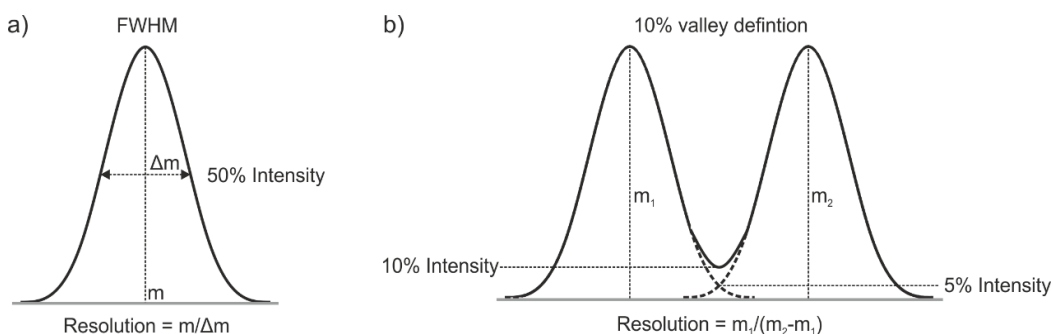 a)
FWHM
Δm
50% Intensity
m
Resolution = m/Δm
b)
10% valley defintion
m₁
m₂
10% Intensity
5% Intensity
Resolution = m₁/(m₂-m₁)